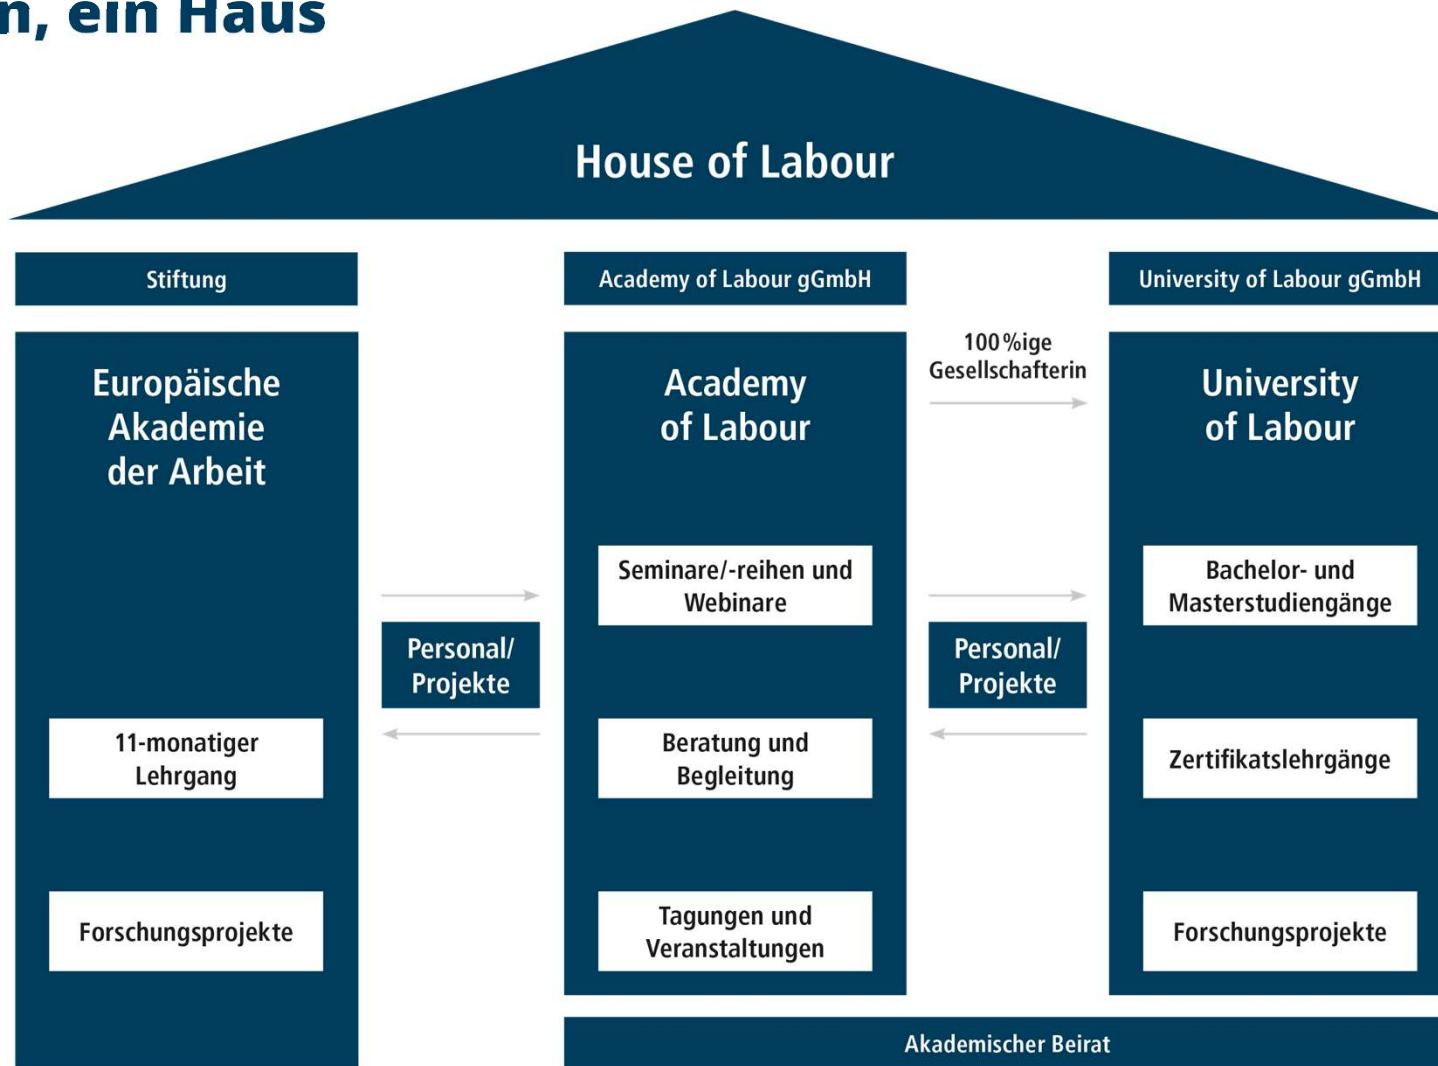 n, ein Haus
House of Labour
Stiftung
Europäische
Akademie
der Arbeit
11-monatiger
Lehrgang
Forschungsprojekte
Personal/
Projekte
Academy of Labour gGmbH
Academy
of Labour
Seminare/-reihen und
Webinare
Beratung und
Begleitung
Tagungen und
Veranstaltungen
100%ige
Gesellschafterin
Personal/
Projekte
University of Labour gGmbH
University
of Labour
Bachelor- und
Masterstudiengänge
Zertifikatslehrgänge
Forschungsprojekte
Akademischer Beirat